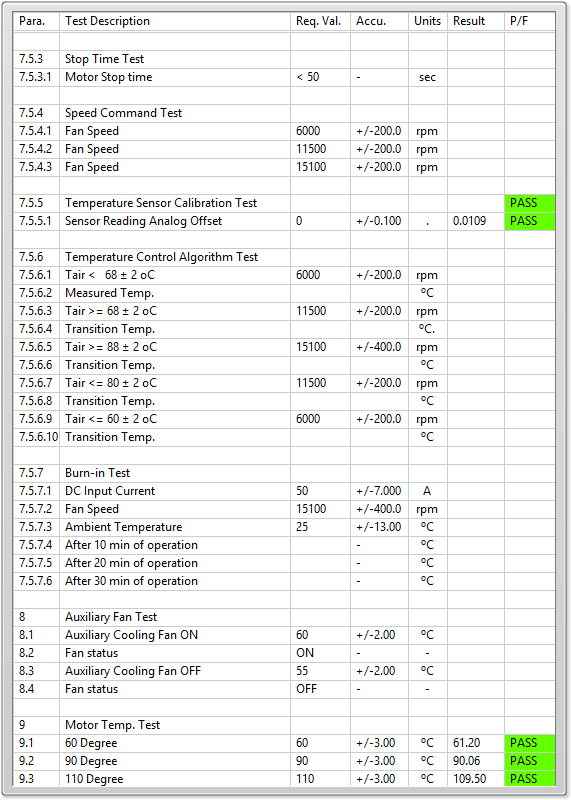 Para. Test Description Req. Val. Accu. Units Result P/F
7.5.3 Stop Time Test
7.5.3.1 Motor Stop time < 50 - sec
7.5.4 Speed Command Test
7.5.4.1 Fan Speed 6000 +/-200.0 rpm
7.5.4.2 Fan Speed 11500 +/-200.0 rpm
7.5.4.3 Fan Speed 15100 +/-200.0 rpm
7.5.5 Temperature Sensor Calibration Test PASS
7.5.5.1 Sensor Reading Analog Offset 0 +/-0.100 . 0.0109 PASS
7.5.6 Temperature Control Algorithm Test
7.5.6.1 Tair < 68 ± 2 oC 6000 +/-200.0 rpm
7.5.6.2 Measured Temp. ºC
7.5.6.3 Tair >= 68 ± 2 oC 11500 +/-200.0 rpm
7.5.6.4 Transition Temp. ºC.
7.5.6.5 Tair >= 88 ± 2 oC 15100 +/-400.0 rpm
7.5.6.6 Transition Temp. ºC
7.5.6.7 Tair <= 80 ± 2 oC 11500 +/-200.0 rpm
7.5.6.8 Transition Temp. ºC
7.5.6.9 Tair <= 60 ± 2 oC 6000 +/-200.0 rpm
7.5.6.10 Transition Temp. ºC
7.5.7 Burn-in Test
7.5.7.1 DC Input Current 50 +/-7.000 A
7.5.7.2 Fan Speed 15100 +/-400.0 rpm
7.5.7.3 Ambient Temperature 25 +/-13.00 ºC
7.5.7.4 After 10 min of operation - ºC
7.5.7.5 After 20 min of operation - ºC
7.5.7.6 After 30 min of operation - ºC
8 Auxiliary Fan Test
8.1 Auxiliary Cooling Fan ON 60 +/-2.00 ºC
8.2 Fan status ON - -
8.3 Auxiliary Cooling Fan OFF 55 +/-2.00 ºC
8.4 Fan status OFF - -
9 Motor Temp. Test
9.1 60 Degree 60 +/-3.00 ºC 61.20 PASS
9.2 90 Degree 90 +/-3.00 ºC 90.06 PASS
9.3 110 Degree 110 +/-3.00 ºC 109.50 PASS